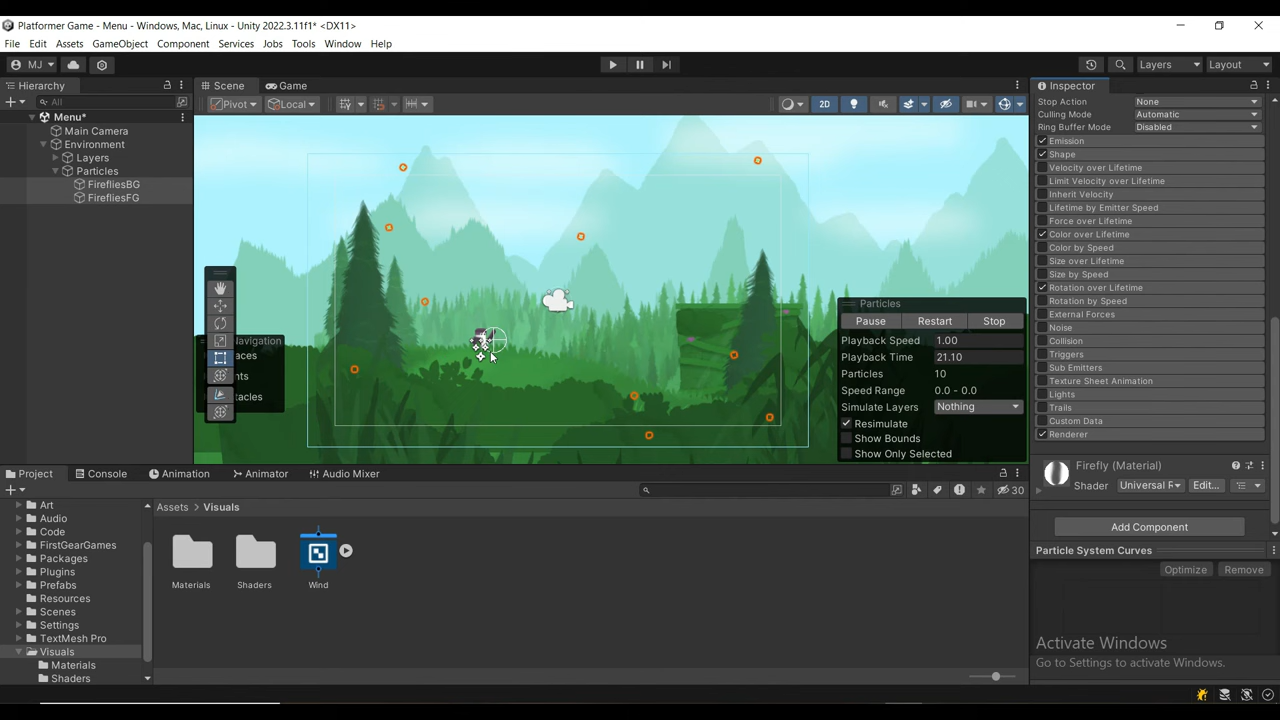 Platformer Game - Menu - Windows, Mac, Linux - Unity 2022.3.11f1* <DX11>
File Edit Assets GameObject Component Services Jobs Tools Window Help
MJ
Layers Layout
Hierarchy
Scene Game
Inspector
All
Pivot Local 2D
Menu*
Main Camera
Environment
Layers
Particles
FirefliesBG
FirefliesFG
Stop Action None
Culling Mode Automatic
Ring Buffer Mode Disabled
Emission
Shape
Velocity over Lifetime
Limit Velocity over Lifetime
Inherit Velocity
Lifetime by Emitter Speed
Force over Lifetime
Color over Lifetime
Color by Speed
Size over Lifetime
Size by Speed
Rotation over Lifetime
Rotation by Speed
External Forces
Noise
Collision
Triggers
Sub Emitters
Texture Sheet Animation
Lights
Trails
Custom Data
Renderer
Particles
Pause Restart Stop
Playback Speed 1.00
Playback Time 21.10
Particles 10
Speed Range 0.0 - 0.0
Simulate Layers Nothing
Resimulate
Show Bounds
Show Only Selected
Firefly (Material)
Shader Universal R Edit...
Add Component
Particle System Curves
Optimize Remove
Activate Windows
Go to Settings to activate Windows.
Project Console Animation Animator Audio Mixer
30
Art
Audio
Code
FirstGearGames
Packages
Plugins
Prefabs
Resources
Scenes
Settings
TextMesh Pro
Visuals
Materials
Shaders
Assets > Visuals
Materials Shaders Wind